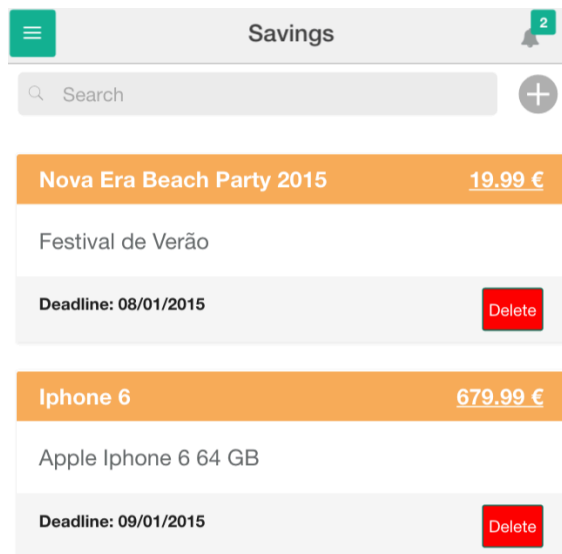 Savings
2
Search
Nova Era Beach Party 2015 19.99 €
Festival de Verão
Deadline: 08/01/2015 Delete
Iphone 6 679.99 €
Apple Iphone 6 64 GB
Deadline: 09/01/2015 Delete